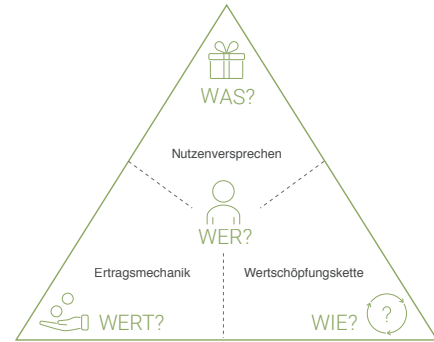 WAS?
Nutzenversprechen
WER?
Ertragsmechanik
Wertschöpfungskette
WERT?
WIE?
?